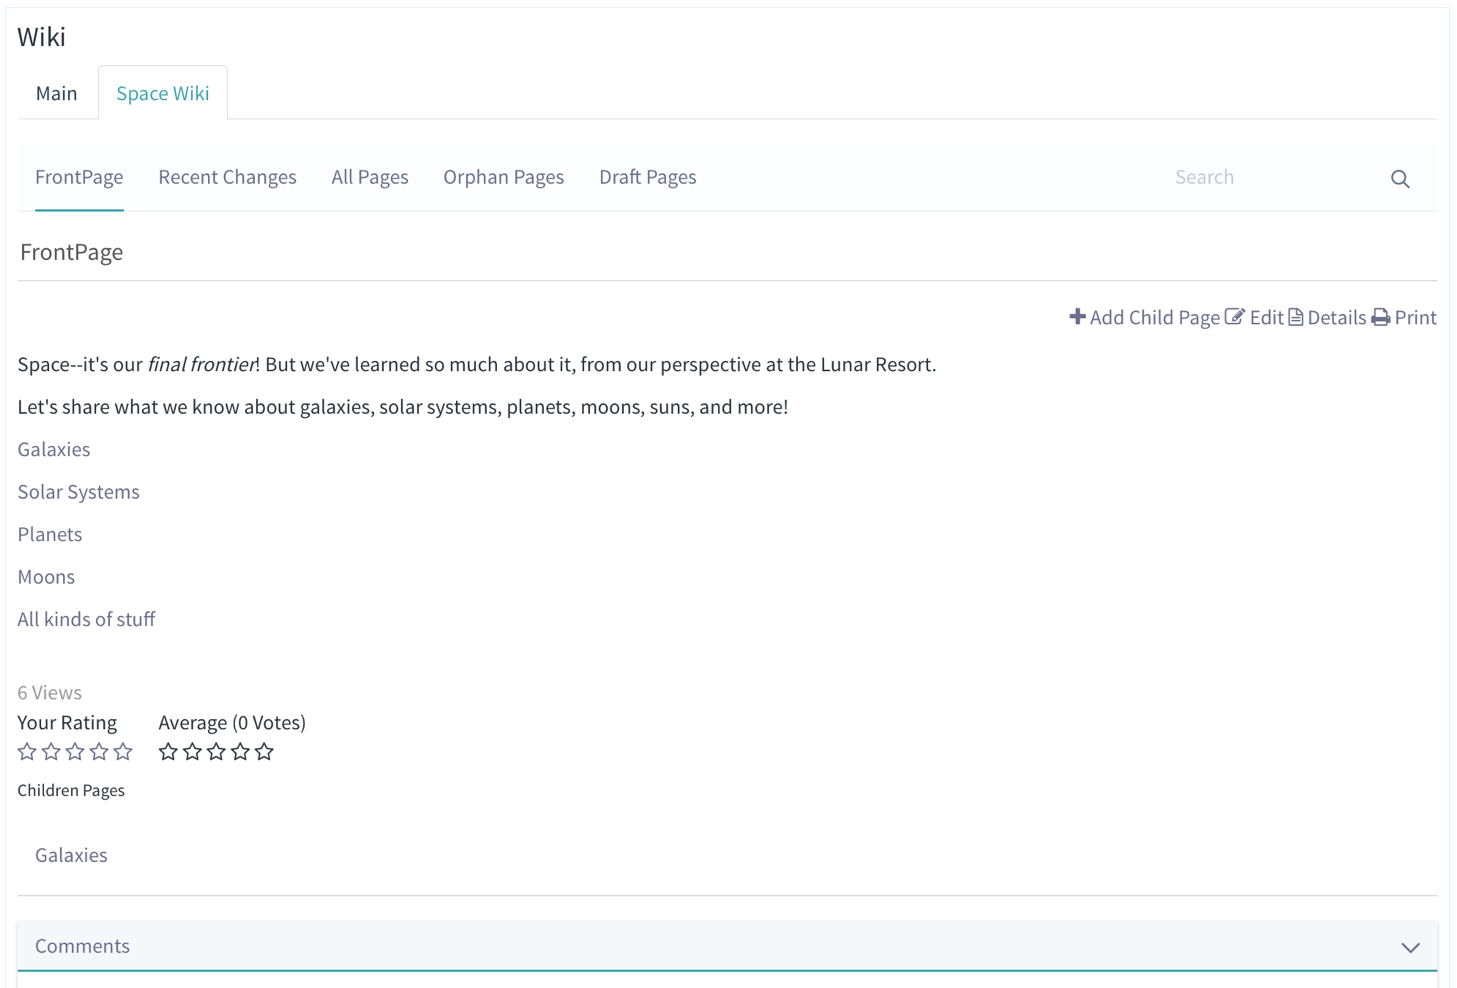 Wiki
Main Space Wiki
FrontPage Recent Changes All Pages Orphan Pages Draft Pages Search
FrontPage
Add Child Page Edit Details Print
Space--it's our final frontier! But we've learned so much about it, from our perspective at the Lunar Resort.
Let's share what we know about galaxies, solar systems, planets, moons, suns, and more!
Galaxies
Solar Systems
Planets
Moons
All kinds of stuff
6 Views
Your Rating Average (0 Votes)
Children Pages
Galaxies
Comments